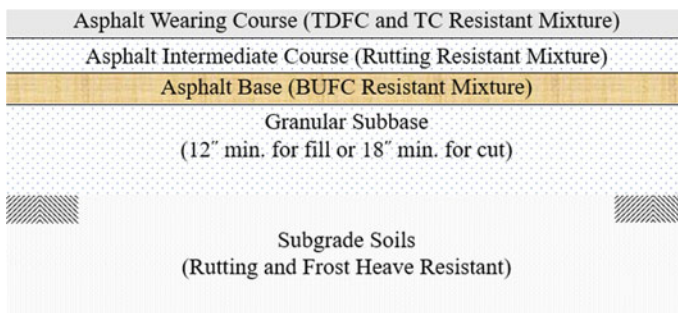 Asphalt Wearing Course (TDFC and TC Resistant Mixture)
Asphalt Intermediate Course (Rutting Resistant Mixture)
Asphalt Base (BUFC Resistant Mixture)
Granular Subbase
(12″ min. for fill or 18″ min. for cut)
Subgrade Soils
(Rutting and Frost Heave Resistant)